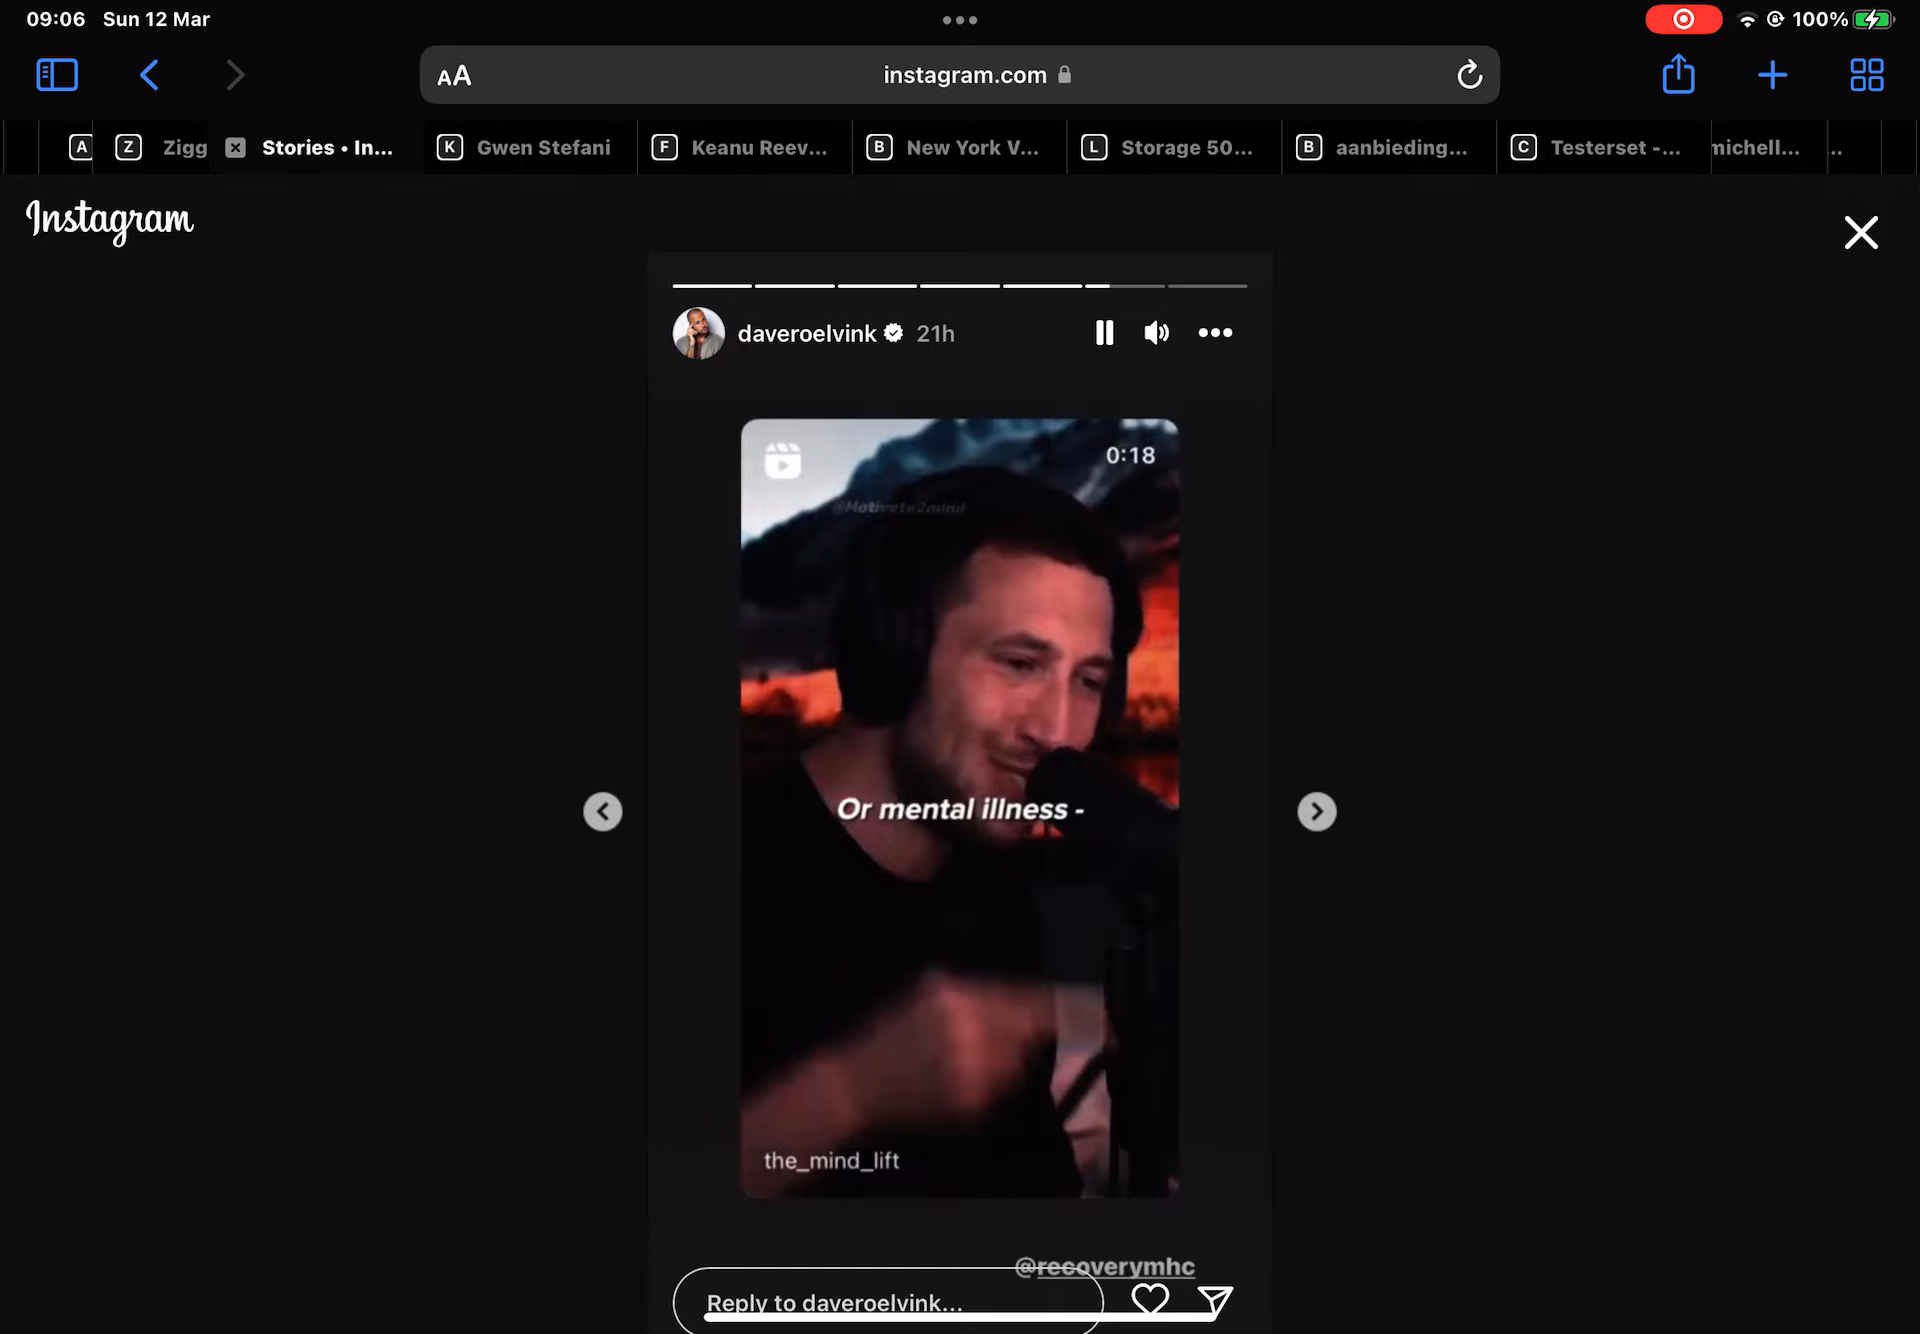 09:06 Sun 12 Mar
100%
AA
instagram.com
A
Z Zigg
Stories • In...
K Gwen Stefani
F Keanu Reev...
B New York V...
L Storage 50...
B aanbieding...
C Testerset -...
michell...
..
Instagram
daveroelvink 21h
0:18
@Motivate2mind
Or mental illness -
the_mind_lift
@recoverymhc
Reply to daveroelvink...